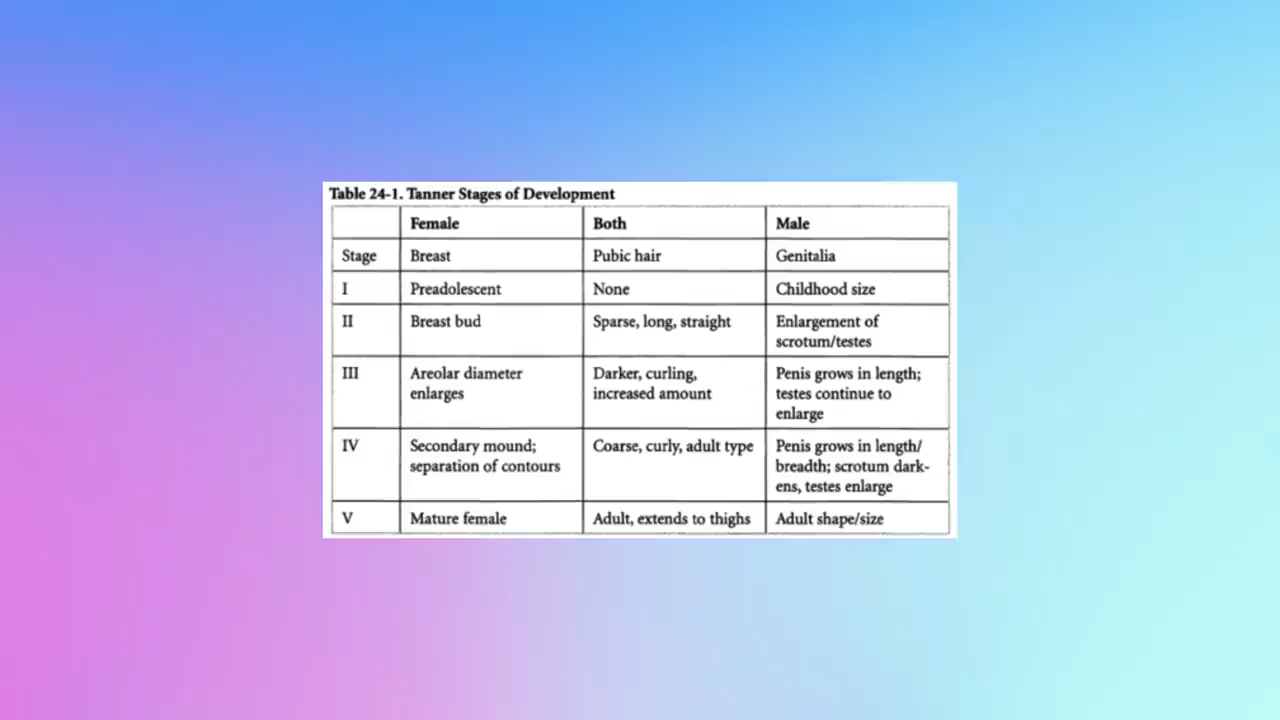 Table 24-1. Tanner Stages of Development
Female Both Male
Stage Breast Pubic hair Genitalia
I Preadolescent None Childhood size
II Breast bud Sparse, long, straight Enlargement of
scrotum/testes
III Areolar diameter Darker, curling, Penis grows in length;
enlarges increased amount testes continue to
enlarge
IV Secondary mound; Coarse, curly, adult type Penis grows in length/
separation of contours breadth; scrotum dark-
ens, testes enlarge
V Mature female Adult, extends to thighs Adult shape/size